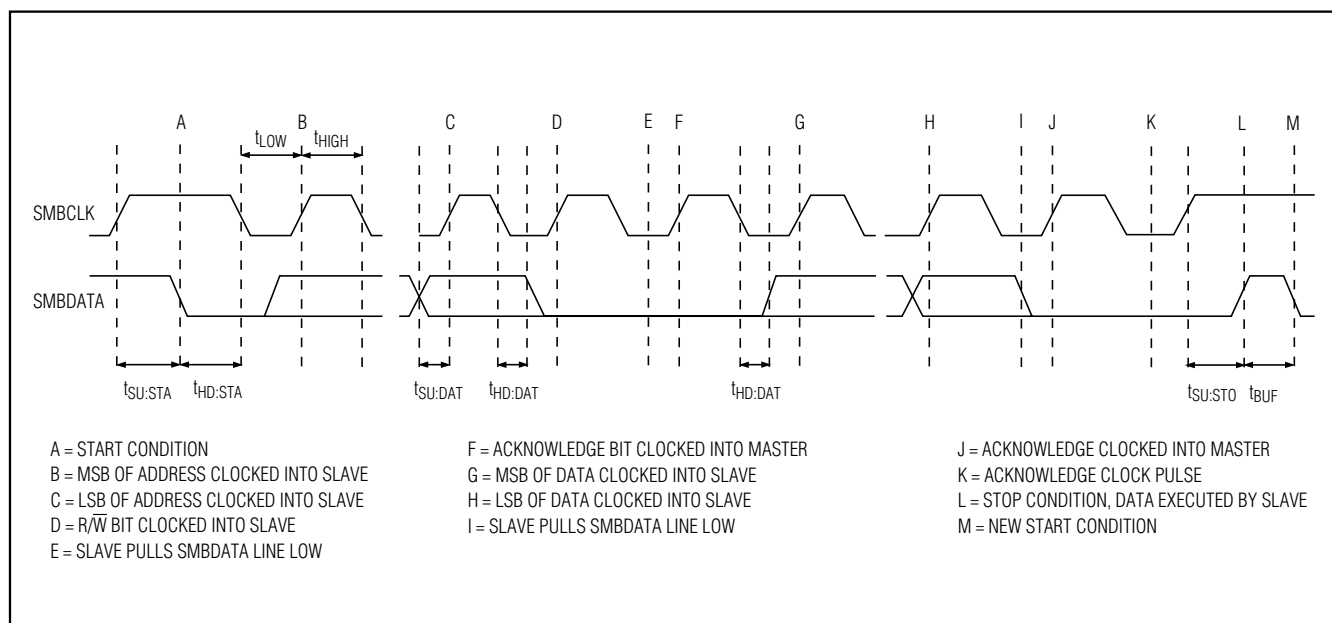 A B C D E F G H I J K L M
tLOW tHIGH
SMBCLK
SMBDATA
tSU:STA tHD:STA tSU:DAT tHD:DAT tHD:DAT tSU:STO tBUF
A = START CONDITION
B = MSB OF ADDRESS CLOCKED INTO SLAVE
C = LSB OF ADDRESS CLOCKED INTO SLAVE
D = R/W̅ BIT CLOCKED INTO SLAVE
E = SLAVE PULLS SMBDATA LINE LOW
F = ACKNOWLEDGE BIT CLOCKED INTO MASTER
G = MSB OF DATA CLOCKED INTO SLAVE
H = LSB OF DATA CLOCKED INTO SLAVE
I = SLAVE PULLS SMBDATA LINE LOW
J = ACKNOWLEDGE CLOCKED INTO MASTER
K = ACKNOWLEDGE CLOCK PULSE
L = STOP CONDITION, DATA EXECUTED BY SLAVE
M = NEW START CONDITION